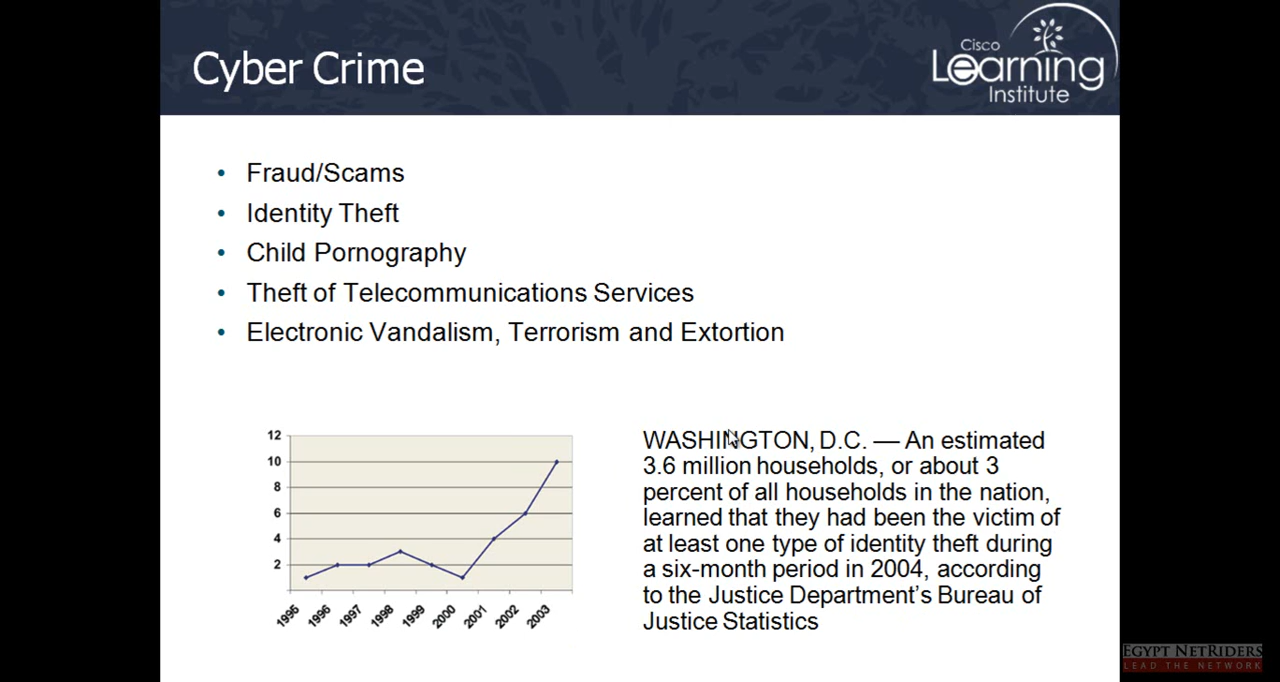 Cyber Crime
Cisco
Learning
Institute
• Fraud/Scams
• Identity Theft
• Child Pornography
• Theft of Telecommunications Services
• Electronic Vandalism, Terrorism and Extortion
12
10
8
6
4
2
1995 1996 1997 1998 1999 2000 2001 2002 2003
WASHINGTON, D.C. — An estimated
3.6 million households, or about 3
percent of all households in the nation,
learned that they had been the victim of
at least one type of identity theft during
a six-month period in 2004, according
to the Justice Department’s Bureau of
Justice Statistics
EGYPT NETRIDERS
LEAD THE NETWORK